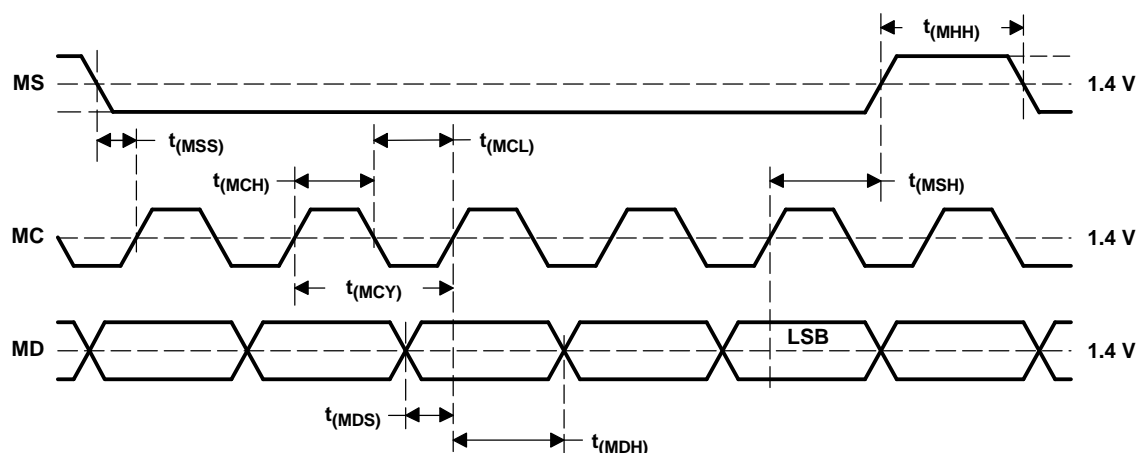 t(MHH)
MS
1.4 V
t(MSS)
t(MCL)
t(MCH)
t(MSH)
MC
1.4 V
t(MCY)
LSB
MD
1.4 V
t(MDS)
t(MDH)